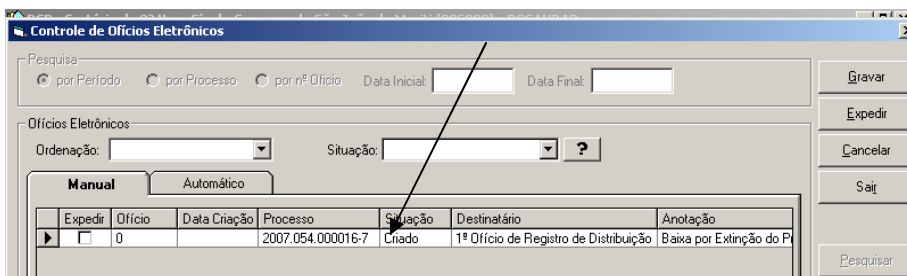 Controle de Ofícios Eletrônicos
Pesquisa
por Período por Processo por nº Ofício Data Inicial: Data Final:
Gravar
Expedir
Ofícios Eletrônicos
Ordenação: Situação: ?
Cancelar
Manual Automático
Sair
Expedir Ofício Data Criação Processo Situação Destinatário Anotação
0 2007.054.000016-7 Criado 1º Ofício de Registro de Distribuição Baixa por Extinção do
Pesquisar